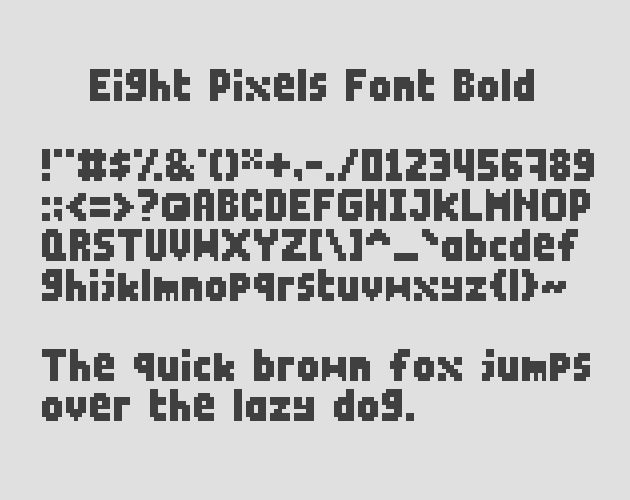 Eight Pixels Font Bold
!"#$%&'()*+,-./0123456789
:;<=>?@ABCDEFGHIJKLMNOP
QRSTUVWXYZ[\]^_`abcdef
ghijklmnopqrstuvwxyz{|}~
The quick brown fox jumps
over the lazy dog.